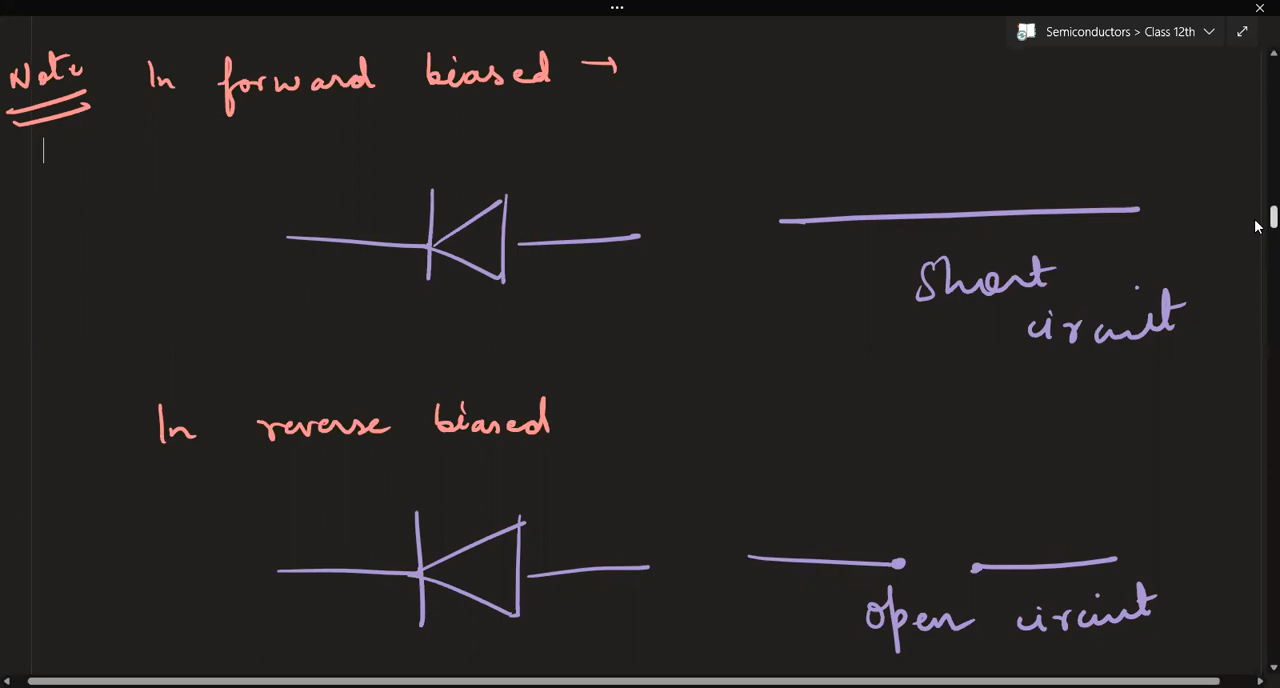 Semiconductors > Class 12th
Note In forward biased →
Short
circuit
In reverse biased
open circuit